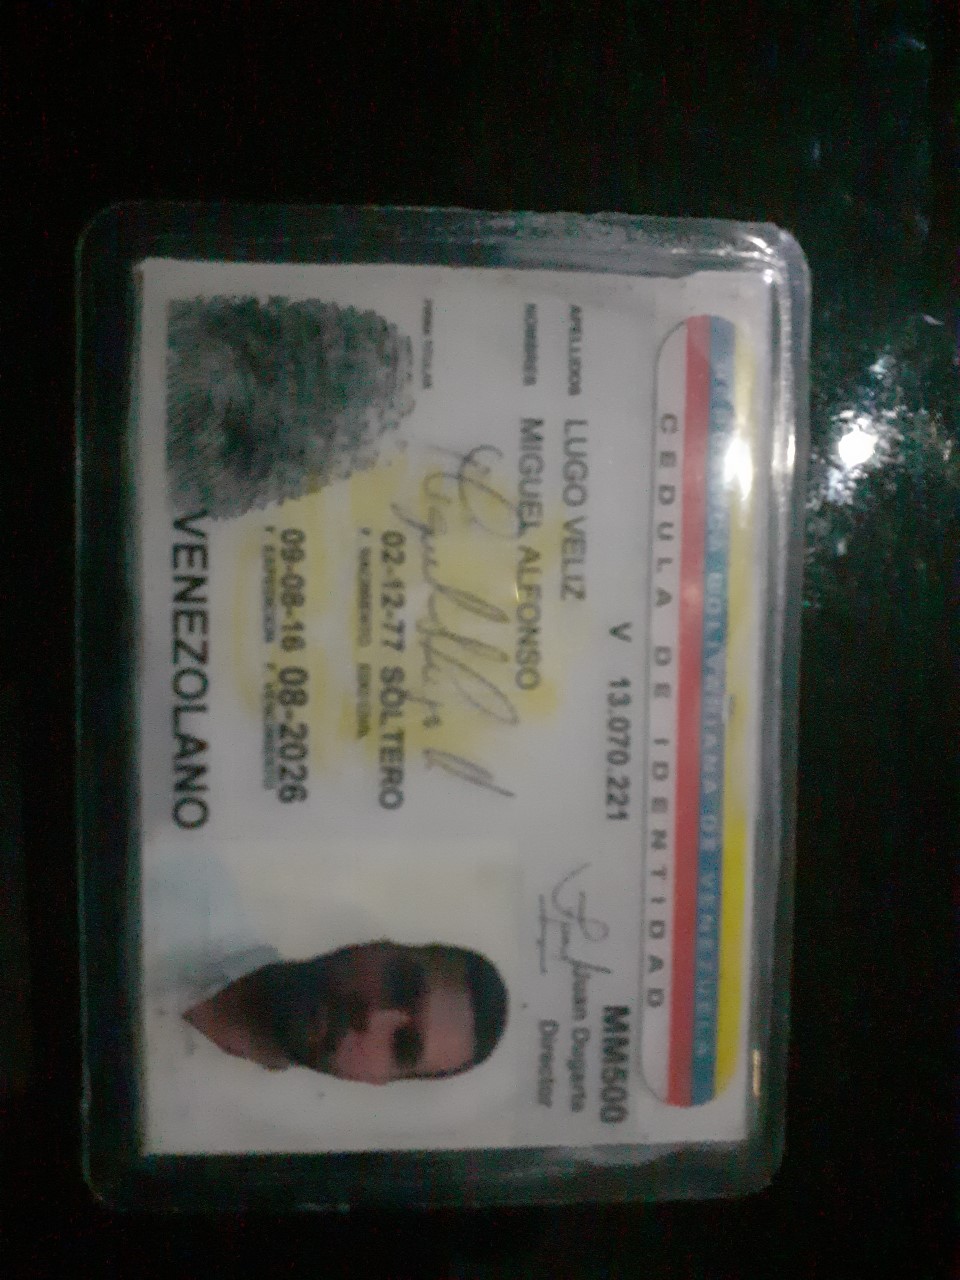 REPUBLICA BOLIVARIANA DE VENEZUELA
CEDULA DE IDENTIDAD
V 13.070.221 MM500
APELLIDOS LUGO VELIZ
Juan Dugarte
Director
NOMBRES MIGUEL ALFONSO
FIRMA TITULAR
02-12-77 SOLTERO
F. NACIMIENTO EDO. CIVIL
09-08-16 08-2026
F. EXPEDICION F. VENCIMIENTO
VENEZOLANO